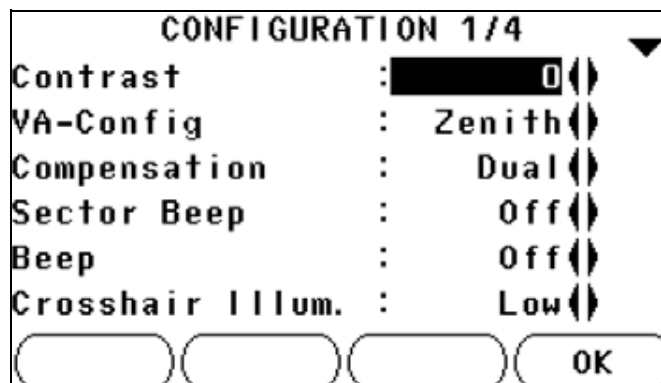 CONFIGURATION 1/4
Contrast : 0
VA-Config : Zenith
Compensation : Dual
Sector Beep : Off
Beep : Off
Crosshair Illum. : Low
OK